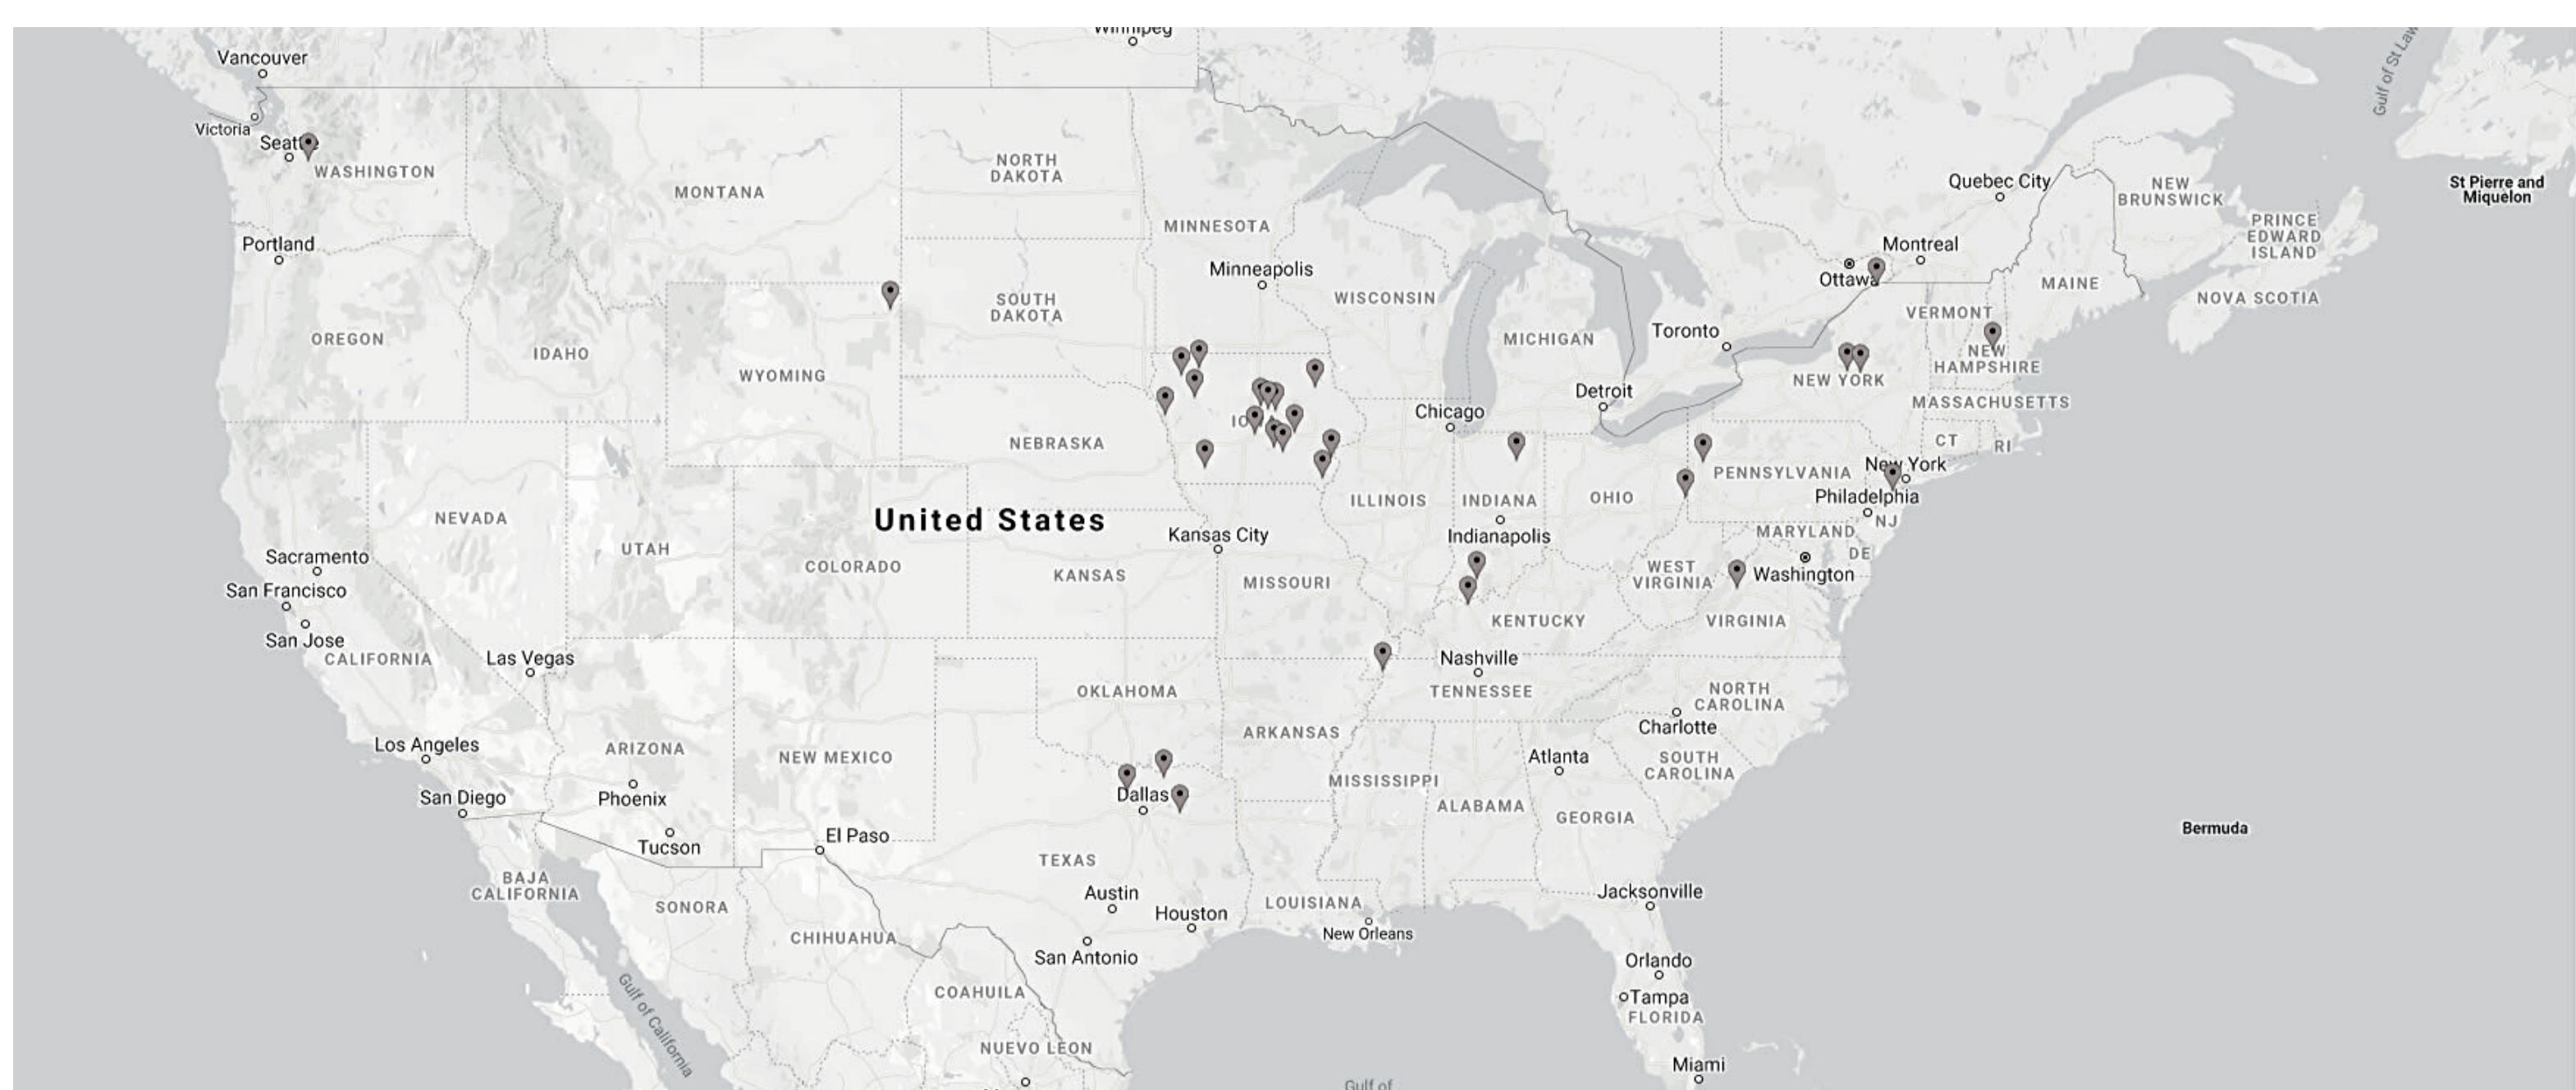 Winnipeg
Vancouver
Victoria
Seattle
WASHINGTON
MONTANA
NORTH
DAKOTA
MINNESOTA
Quebec City
NEW
BRUNSWICK
Gulf of St Law
St Pierre and
Miquelon
PRINCE
EDWARD
ISLAND
Portland
Minneapolis
Montreal
Ottawa
MAINE
NOVA SCOTIA
SOUTH
DAKOTA
WISCONSIN
VERMONT
OREGON
IDAHO
WYOMING
MICHIGAN
Toronto
NEW
HAMPSHIRE
NEW YORK
Detroit
MASSACHUSETTS
Chicago
IO
NEBRASKA
CT
RI
PENNSYLVANIA
New York
Philadelphia
NJ
ILLINOIS
INDIANA
OHIO
NEVADA
United States
Kansas City
Indianapolis
MARYLAND
DE
UTAH
COLORADO
KANSAS
MISSOURI
WEST
VIRGINIA
Washington
Sacramento
San Francisco
San Jose
CALIFORNIA
Las Vegas
KENTUCKY
VIRGINIA
Nashville
TENNESSEE
OKLAHOMA
NORTH
CAROLINA
Charlotte
ARKANSAS
Los Angeles
ARIZONA
NEW MEXICO
Atlanta
SOUTH
CAROLINA
San Diego
Phoenix
Dallas
MISSISSIPPI
ALABAMA
GEORGIA
Bermuda
Tucson
El Paso
TEXAS
BAJA
CALIFORNIA
SONORA
Austin
Houston
LOUISIANA
Jacksonville
CHIHUAHUA
San Antonio
New Orleans
Orlando
Gulf of California
COAHUILA
Tampa
FLORIDA
NUEVO LEON
Miami
Gulf of